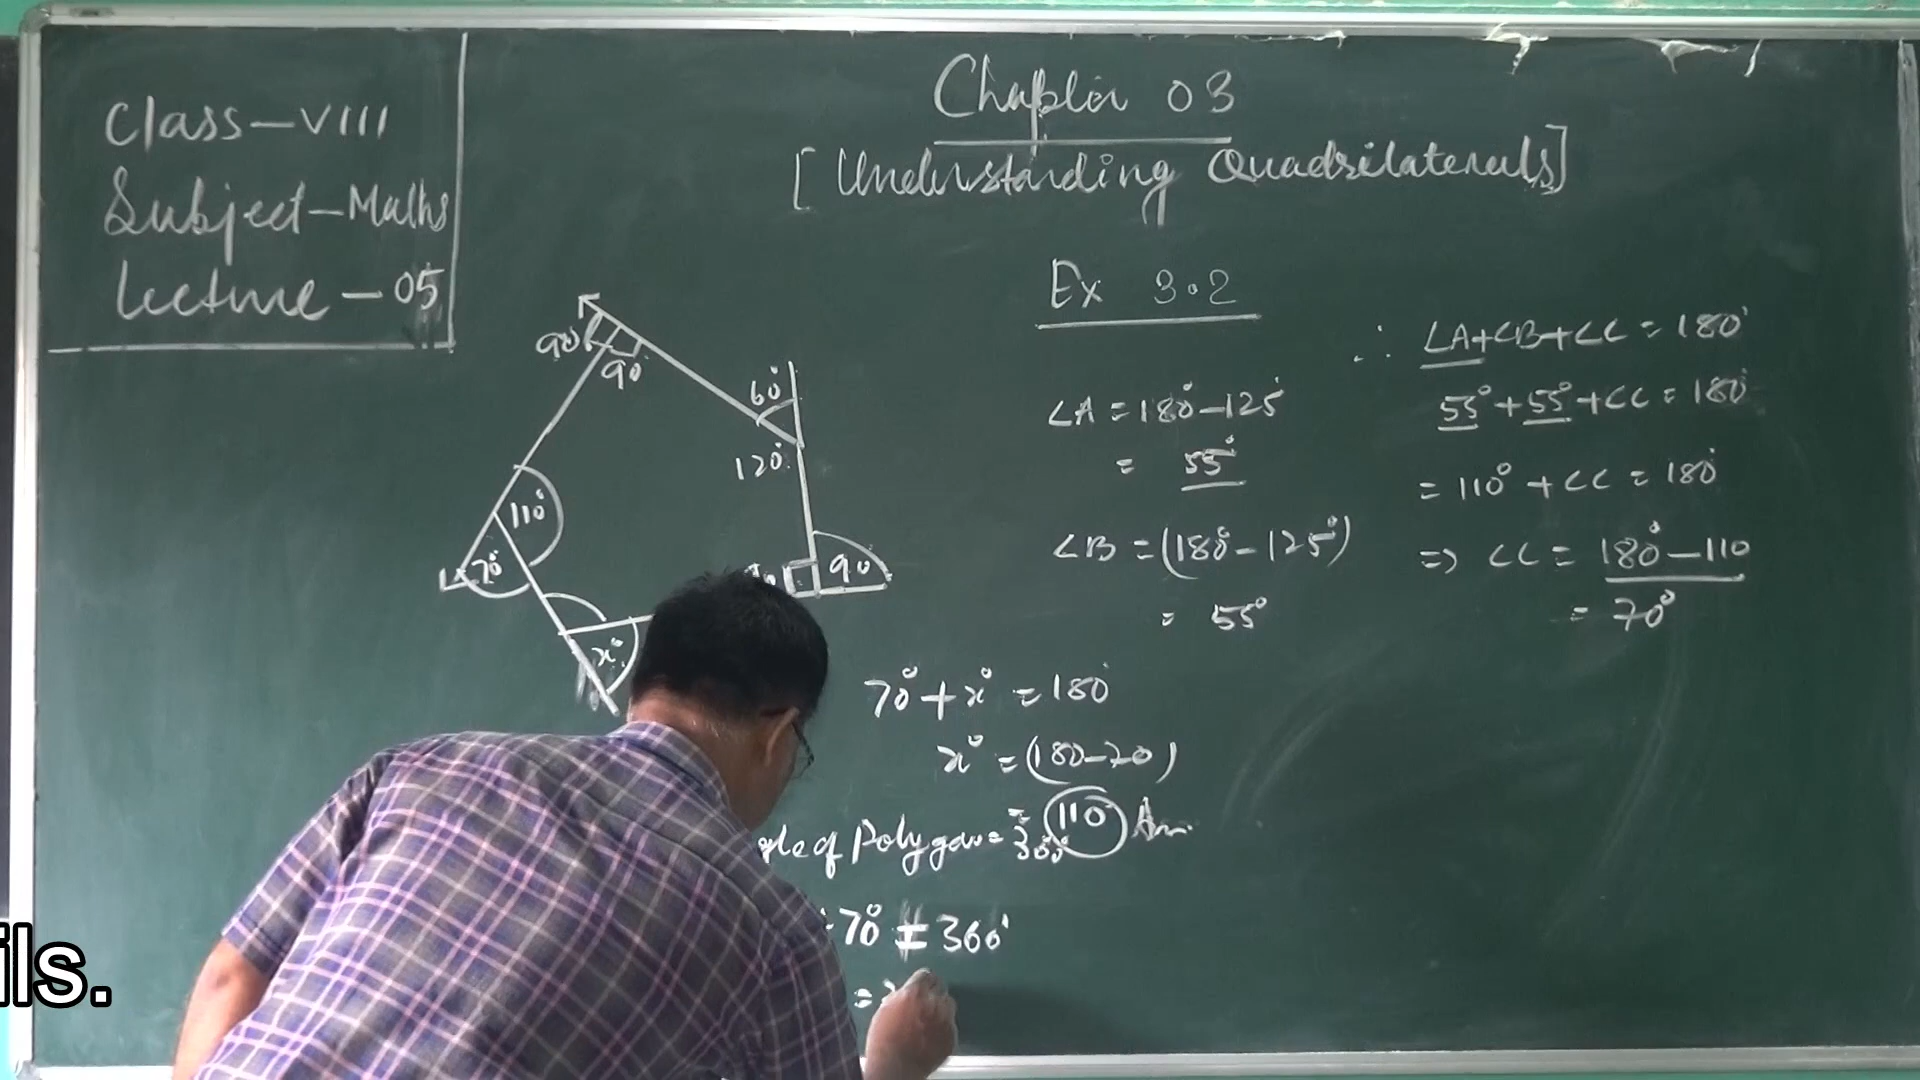 Class-VIII
Subject-Maths
Lecture-05
Chapter 03
[Understanding Quadrilaterals]
Ex 3.2
90
90
60°
120°
110°
70°
90
x°
∠A = 180°-125°
= 55°
∠B = (180°-125°)
= 55°
∴ ∠A+∠B+∠C = 180°
55°+55°+∠C = 180°
= 110°+∠C = 180°
=> ∠C = 180°-110
= 70°
70°+x° = 180°
x° = (180-70)
= 110° Ans.
gle of Polygon = 360°
70° = 360°
=
ils.